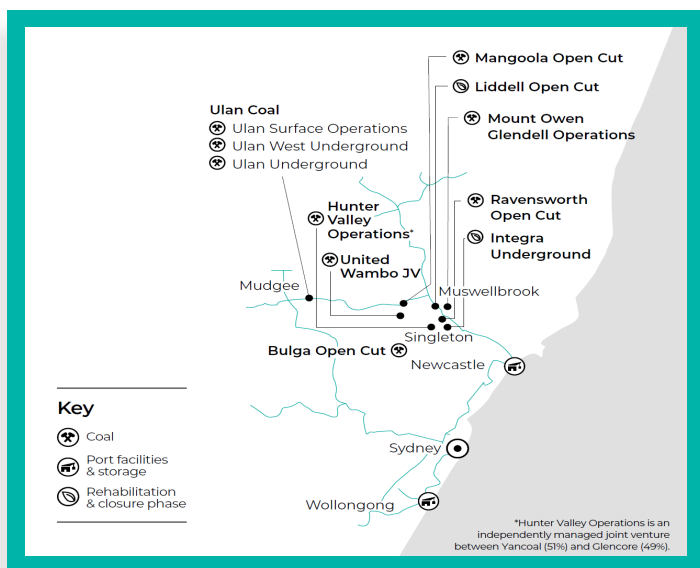 Mangoola Open Cut
Liddell Open Cut
Mount Owen
Glendell Operations
Ulan Coal
Ulan Surface Operations
Ulan West Underground
Ulan Underground
Ravensworth
Open Cut
Hunter
Valley
Operations*
Integra
Underground
United
Wambo JV
Mudgee
Muswellbrook
Singleton
Bulga Open Cut
Newcastle
Key
Coal
Port facilities
& storage
Rehabilitation
& closure phase
Sydney
Wollongong
*Hunter Valley Operations is an
independently managed joint venture
between Yancoal (51%) and Glencore (49%).